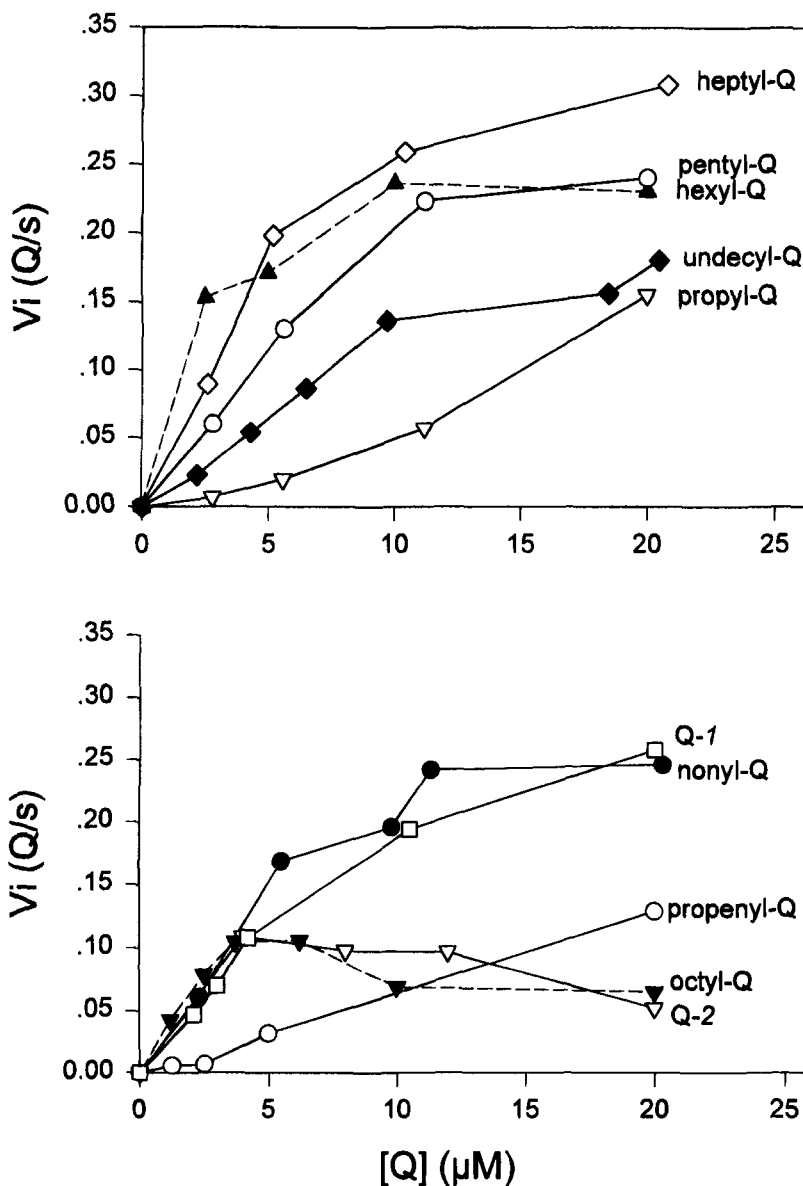 .35
.30
.25
.20
.15
.10
.05
0.00
Vi (Q/s)
heptyl-Q
pentyl-Q
hexyl-Q
undecyl-Q
propyl-Q
0 5 10 15 20 25
.35
.30
.25
.20
.15
.10
.05
0.00
Vi (Q/s)
Q-1
nonyl-Q
propenyl-Q
octyl-Q
Q-2
0 5 10 15 20 25
[Q] (µM)